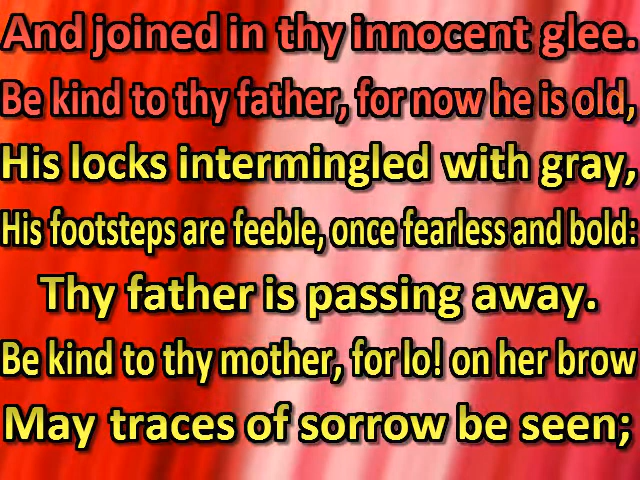 And joined in thy innocent glee.
Be kind to thy father, for now he is old,
His locks intermingled with gray,
His footsteps are feeble, once fearless and bold:
Thy father is passing away.
Be kind to thy mother, for lo! on her brow
May traces of sorrow be seen;